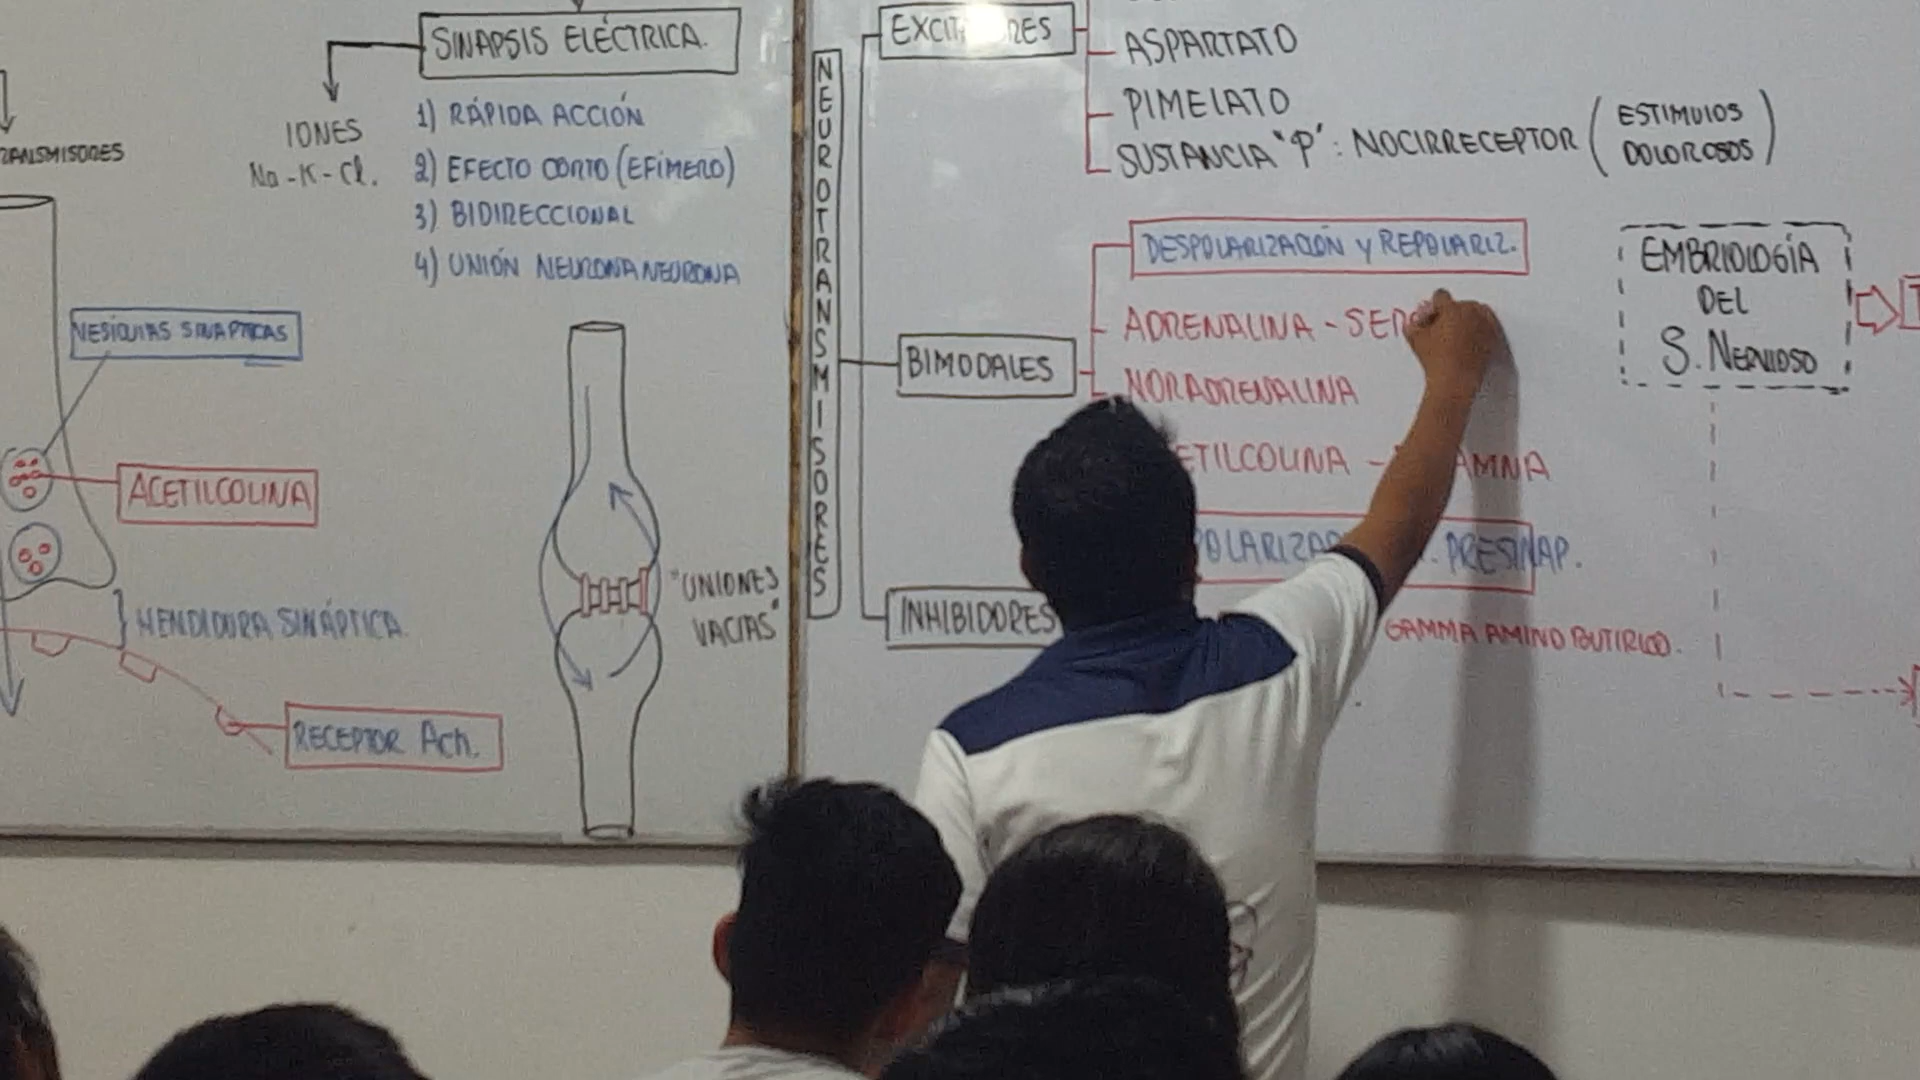 SINAPSIS ELÉCTRICA.
IONES
Na-K-Cl.
1) RÁPIDA ACCIÓN
2) EFECTO CORTO (EFÍMERO)
3) BIDIRECCIONAL
4) UNIÓN NEURONA NEURONA
VESÍCULAS SINAPTICAS
ACETILCOLINA
HENDIDURA SINÁPTICA
RECEPTOR Ach.
"UNIONES
VACIAS"
NEUROTRANSMISORES
ASPARTATO
PIMELATO
SUSTANCIA "P": NOCIRRECEPTOR (ESTIMULOS
DOLOROSOS)
BIMODALES
DESPOLARIZACIÓN Y REPOLARIZ.
ADRENALINA -
NORADRENALINA
INHIBIDORES
PRESINAP.
GAMMA AMINO BUTIRICO.
EMBRIOLOGÍA
DEL
S. NERVIOSO